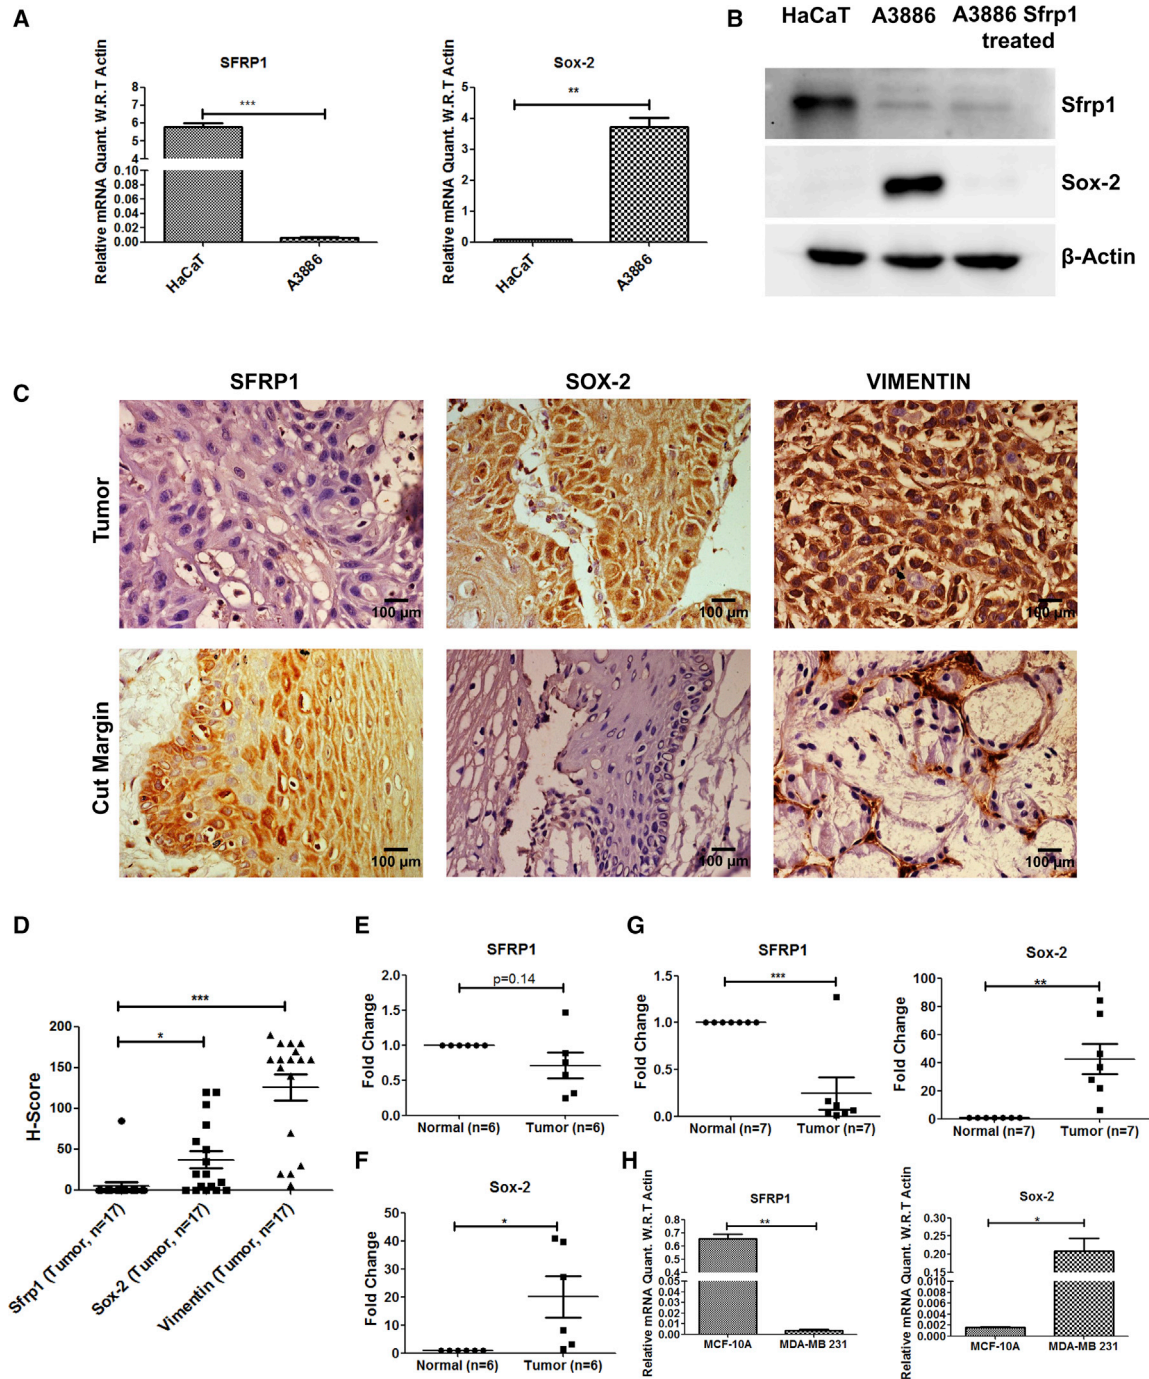 A
SFRP1
Relative mRNA Quant. W.R.T Actin
8
7
6
5
4
0.10
0.08
0.06
0.04
0.02
0.00
***
HaCaT
A3886
Sox-2
Relative mRNA Quant. W.R.T Actin
5
4
3
2
1
0
**
HaCaT
A3886
B
HaCaT A3886 A3886 Sfrp1
treated
Sfrp1
Sox-2
β-Actin
C
SFRP1
SOX-2
VIMENTIN
Tumor
100 µm
100 µm
100 µm
Cut Margin
100 µm
100 µm
100 µm
D
H-Score
200
150
100
50
0
***
*
Sfrp1 (Tumor, n=17)
Sox-2 (Tumor, n=17)
Vimentin (Tumor, n=17)
E
SFRP1
Fold Change
2.0
1.5
1.0
0.5
0.0
p=0.14
Normal (n=6)
Tumor (n=6)
F
Sox-2
Fold Change
50
40
30
20
10
0
*
Normal (n=6)
Tumor (n=6)
G
SFRP1
Fold Change
1.5
1.0
0.5
0.0
***
Normal (n=7)
Tumor (n=7)
Sox-2
Fold Change
100
80
60
40
20
0
**
Normal (n=7)
Tumor (n=7)
H
SFRP1
Relative mRNA Quant. W.R.T Actin
0.8
0.7
0.6
0.5
0.4
0.05
0.04
0.03
0.02
0.01
0.00
**
MCF-10A
MDA-MB 231
Sox-2
Relative mRNA Quant. W.R.T Actin
0.30
0.25
0.20
0.15
0.010
0.008
0.006
0.004
0.002
0.000
*
MCF-10A
MDA-MB 231